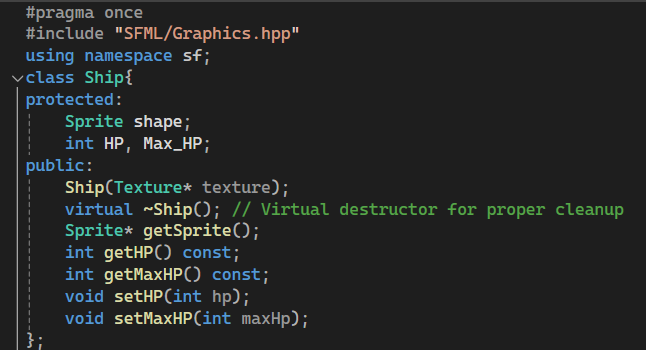 #pragma once
#include "SFML/Graphics.hpp"
using namespace sf;
class Ship{
protected:
    Sprite shape;
    int HP, Max_HP;
public:
    Ship(Texture* texture);
    virtual ~Ship(); // Virtual destructor for proper cleanup
    Sprite* getSprite();
    int getHP() const;
    int getMaxHP() const;
    void setHP(int hp);
    void setMaxHP(int maxHp);
};